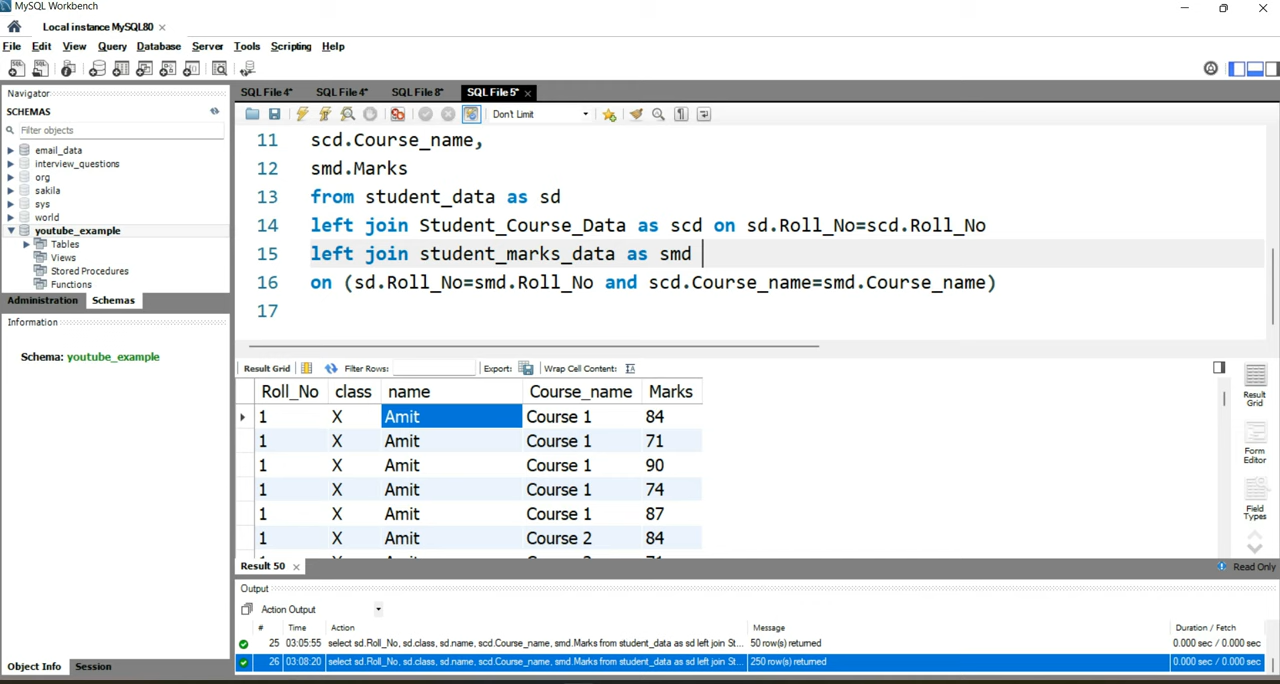 MySQL Workbench
Local instance MySQL80
File Edit View Query Database Server Tools Scripting Help
Navigator
SCHEMAS
Filter objects
email_data
interview_questions
org
sakila
sys
world
youtube_example
Tables
Views
Stored Procedures
Functions
Administration Schemas
Information
Schema: youtube_example
Object Info Session
SQL File 4* SQL File 4* SQL File 8* SQL File 5*
Don't Limit
11 scd.Course_name,
12 smd.Marks
13 from student_data as sd
14 left join Student_Course_Data as scd on sd.Roll_No=scd.Roll_No
15 left join student_marks_data as smd
16 on (sd.Roll_No=smd.Roll_No and scd.Course_name=smd.Course_name)
17
Result Grid Filter Rows: Export: Wrap Cell Content:
Roll_No class name Course_name Marks
1 X Amit Course 1 84
1 X Amit Course 1 71
1 X Amit Course 1 90
1 X Amit Course 1 74
1 X Amit Course 1 87
1 X Amit Course 2 84
Result Grid
Form Editor
Field Types
Result 50
Read Only
Output
Action Output
# Time Action Message Duration / Fetch
25 03:05:55 select sd.Roll_No, sd.class, sd.name, scd.Course_name, smd.Marks from student_data as sd left join St... 50 row(s) returned 0.000 sec / 0.000 sec
26 03:08:20 select sd.Roll_No, sd.class, sd.name, scd.Course_name, smd.Marks from student_data as sd left join St... 250 row(s) returned 0.000 sec / 0.000 sec